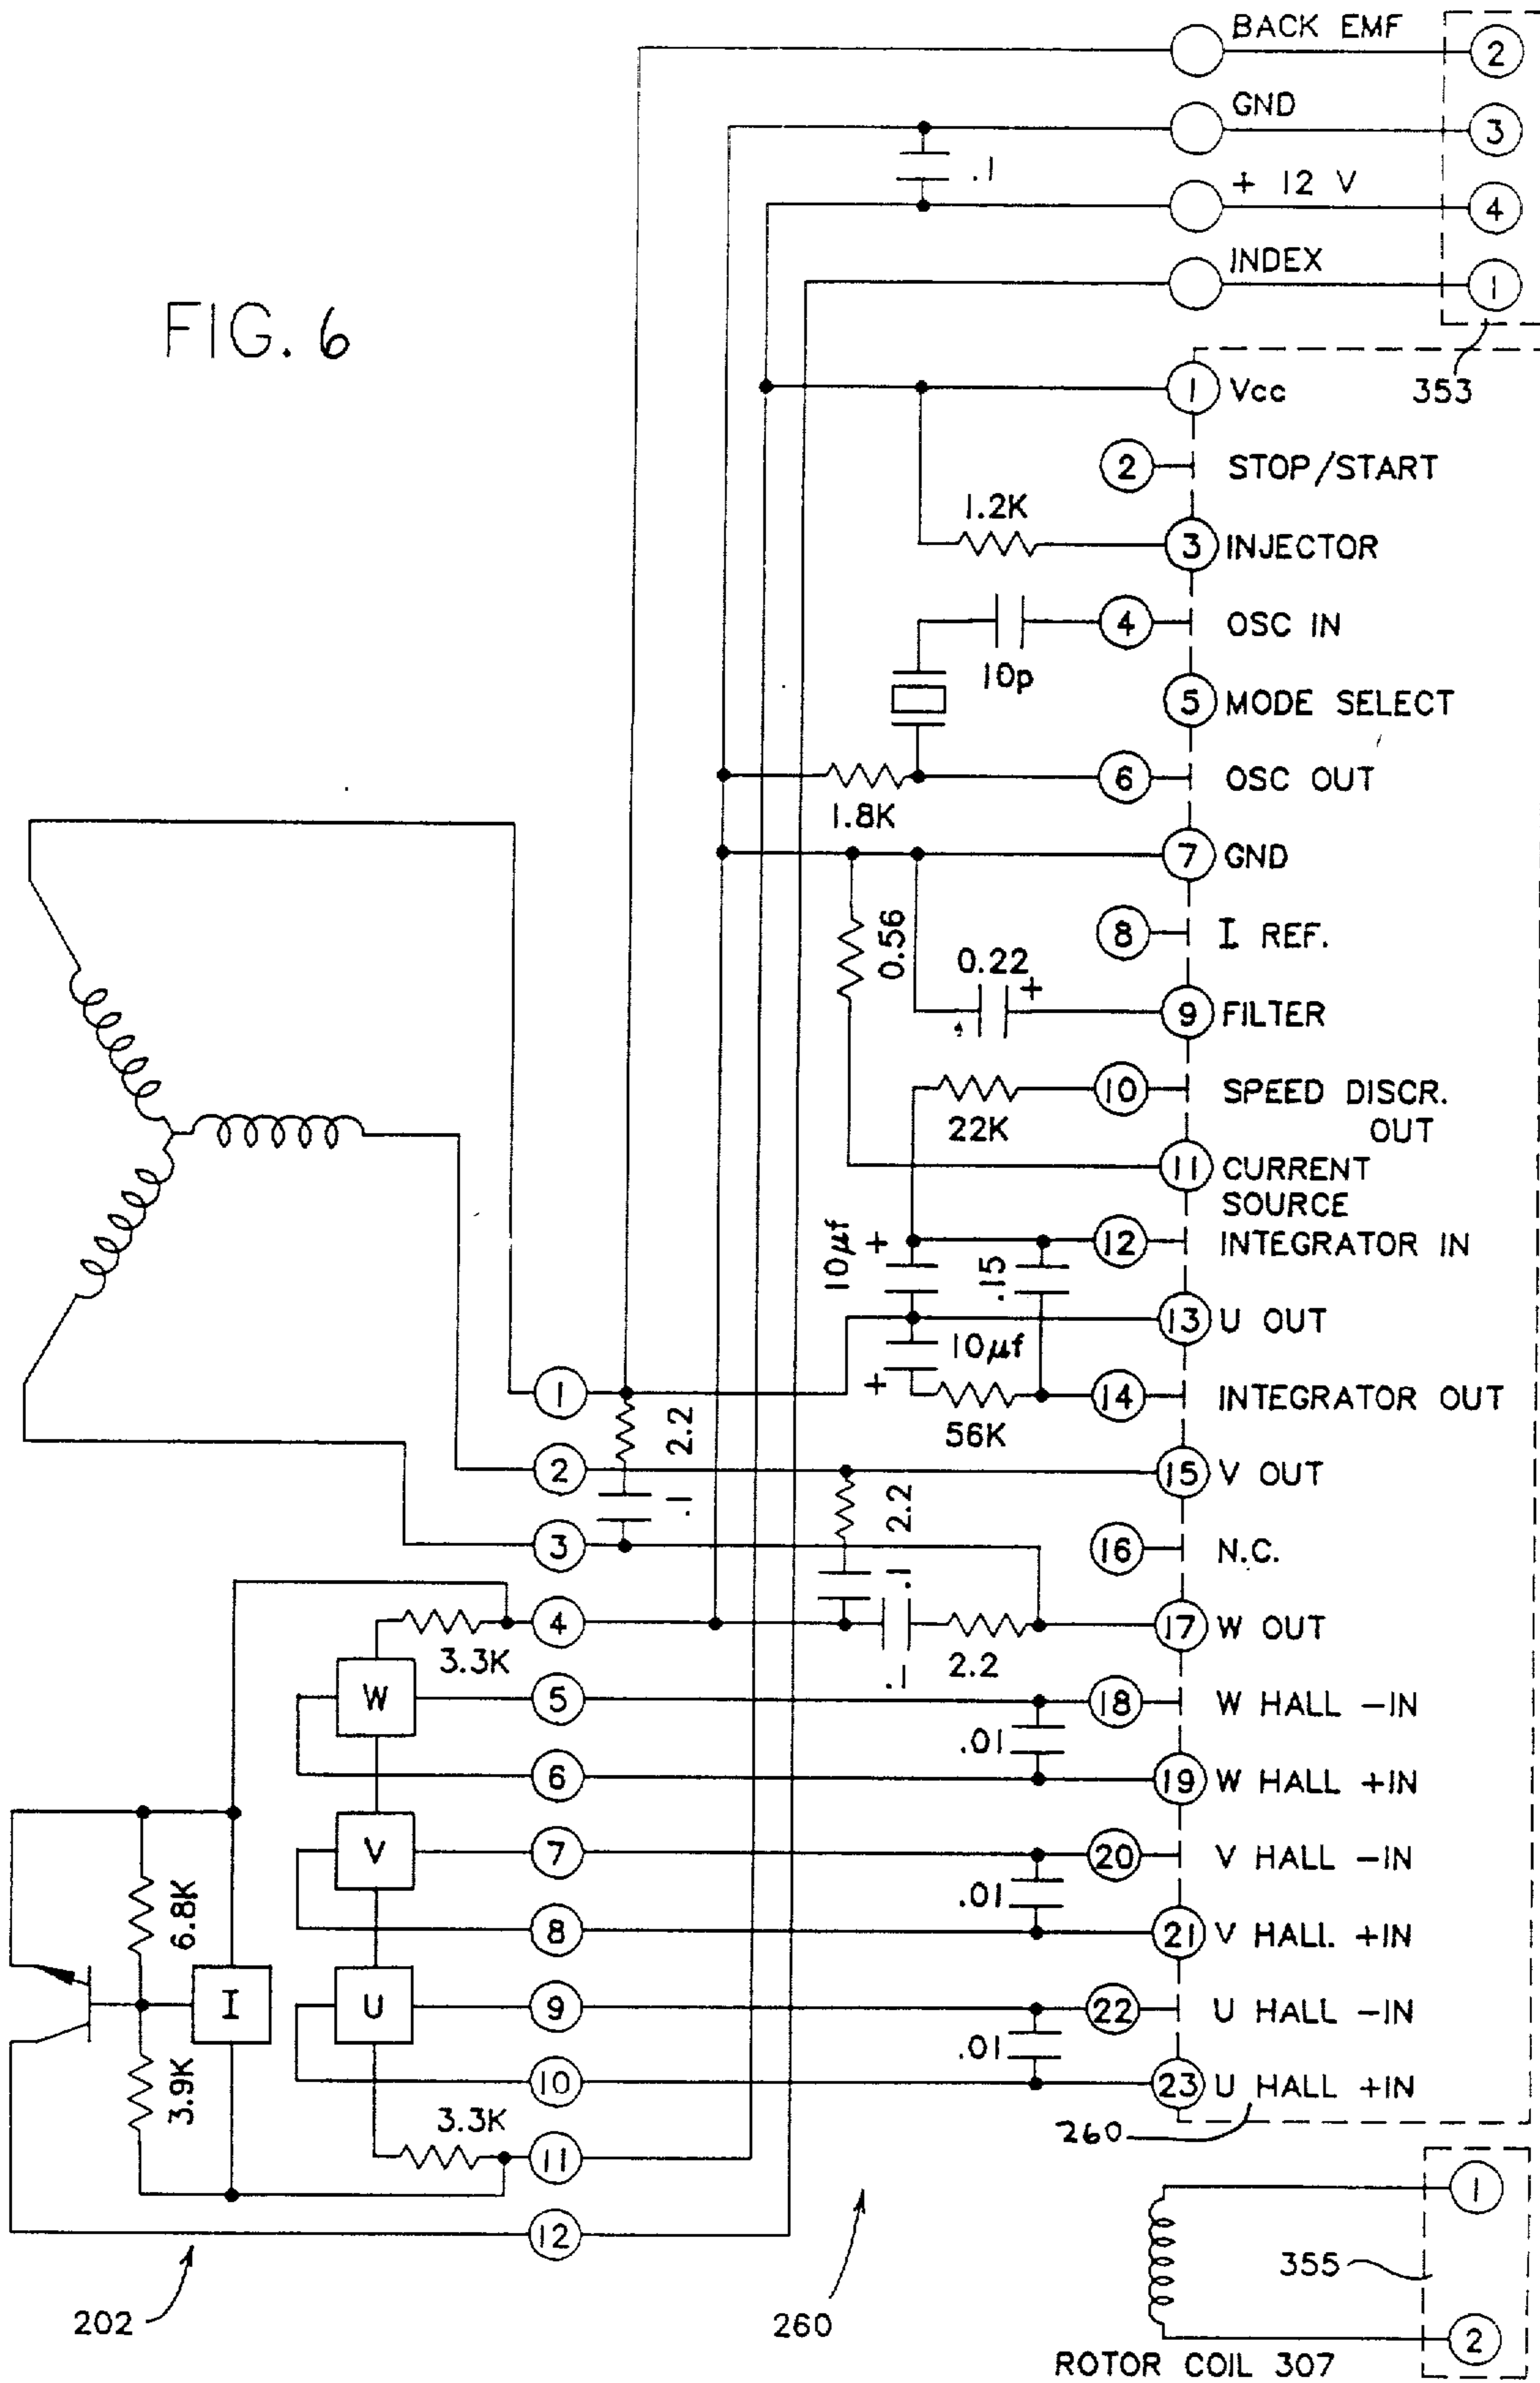 BACK EMF 2
GND 3
.1
+ 12 V 4
INDEX 1
FIG. 6
353
1 Vcc
2 STOP/START
1.2K
3 INJECTOR
4 OSC IN
10p
5 MODE SELECT
6 OSC OUT
1.8K
7 GND
0.56
8 I REF.
0.22
+
9 FILTER
10 SPEED DISCR.
OUT
22K
11 CURRENT
SOURCE
10µf +
.15
12 INTEGRATOR IN
13 U OUT
10µf
+
1
14 INTEGRATOR OUT
56K
2.2
2
15 V OUT
.1
2.2
3
16 N.C.
.1
4
3.3K
.1
2.2
17 W OUT
W
5
18 W HALL -IN
.01
6
19 W HALL +IN
V
7
20 V HALL -IN
.01
6.8K
8
21 V HALL +IN
I
U
9
22 U HALL -IN
.01
3.9K
10
23 U HALL +IN
3.3K
11
260
12
1
355
202
260
2
ROTOR COIL 307